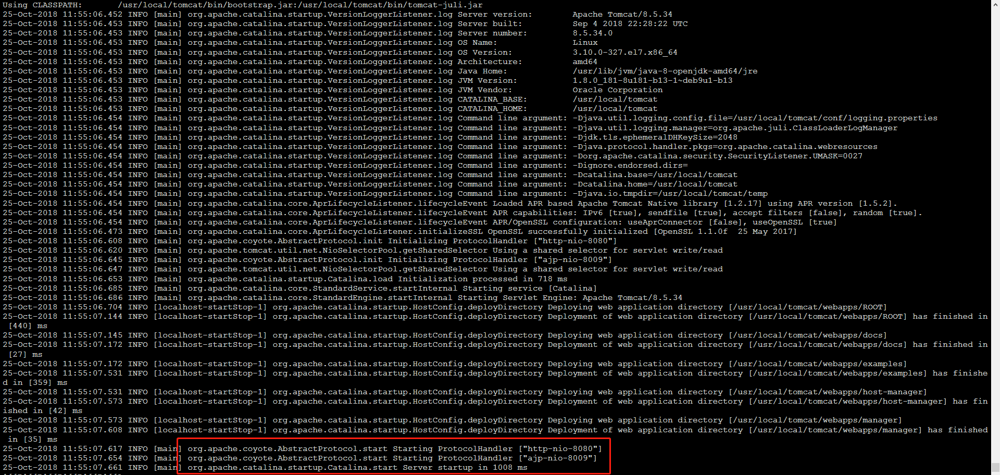 Using CLASSPATH:       /usr/local/tomcat/bin/bootstrap.jar:/usr/local/tomcat/bin/tomcat-juli.jar
25-Oct-2018 11:55:06.452 INFO [main] org.apache.catalina.startup.VersionLoggerListener.log Server version:        Apache Tomcat/8.5.34
25-Oct-2018 11:55:06.453 INFO [main] org.apache.catalina.startup.VersionLoggerListener.log Server built:          Sep 4 2018 22:28:22 UTC
25-Oct-2018 11:55:06.453 INFO [main] org.apache.catalina.startup.VersionLoggerListener.log Server number:         8.5.34.0
25-Oct-2018 11:55:06.453 INFO [main] org.apache.catalina.startup.VersionLoggerListener.log OS Name:               Linux
25-Oct-2018 11:55:06.453 INFO [main] org.apache.catalina.startup.VersionLoggerListener.log OS Version:            3.10.0-327.el7.x86_64
25-Oct-2018 11:55:06.453 INFO [main] org.apache.catalina.startup.VersionLoggerListener.log Architecture:          amd64
25-Oct-2018 11:55:06.453 INFO [main] org.apache.catalina.startup.VersionLoggerListener.log Java Home:             /usr/lib/jvm/java-8-openjdk-amd64/jre
25-Oct-2018 11:55:06.453 INFO [main] org.apache.catalina.startup.VersionLoggerListener.log JVM Version:           1.8.0_181-8u181-b13-1~deb9u1-b13
25-Oct-2018 11:55:06.453 INFO [main] org.apache.catalina.startup.VersionLoggerListener.log JVM Vendor:            Oracle Corporation
25-Oct-2018 11:55:06.453 INFO [main] org.apache.catalina.startup.VersionLoggerListener.log CATALINA_BASE:         /usr/local/tomcat
25-Oct-2018 11:55:06.453 INFO [main] org.apache.catalina.startup.VersionLoggerListener.log CATALINA_HOME:         /usr/local/tomcat
25-Oct-2018 11:55:06.454 INFO [main] org.apache.catalina.startup.VersionLoggerListener.log Command line argument: -Djava.util.logging.config.file=/usr/local/tomcat/conf/logging.properties
25-Oct-2018 11:55:06.454 INFO [main] org.apache.catalina.startup.VersionLoggerListener.log Command line argument: -Djava.util.logging.manager=org.apache.juli.ClassLoaderLogManager
25-Oct-2018 11:55:06.454 INFO [main] org.apache.catalina.startup.VersionLoggerListener.log Command line argument: -Djdk.tls.ephemeralDHKeySize=2048
25-Oct-2018 11:55:06.454 INFO [main] org.apache.catalina.startup.VersionLoggerListener.log Command line argument: -Djava.protocol.handler.pkgs=org.apache.catalina.webresources
25-Oct-2018 11:55:06.454 INFO [main] org.apache.catalina.startup.VersionLoggerListener.log Command line argument: -Dorg.apache.catalina.security.SecurityListener.UMASK=0027
25-Oct-2018 11:55:06.454 INFO [main] org.apache.catalina.startup.VersionLoggerListener.log Command line argument: -Dignore.endorsed.dirs=
25-Oct-2018 11:55:06.454 INFO [main] org.apache.catalina.startup.VersionLoggerListener.log Command line argument: -Dcatalina.base=/usr/local/tomcat
25-Oct-2018 11:55:06.454 INFO [main] org.apache.catalina.startup.VersionLoggerListener.log Command line argument: -Dcatalina.home=/usr/local/tomcat
25-Oct-2018 11:55:06.454 INFO [main] org.apache.catalina.startup.VersionLoggerListener.log Command line argument: -Djava.io.tmpdir=/usr/local/tomcat/temp
25-Oct-2018 11:55:06.454 INFO [main] org.apache.catalina.core.AprLifecycleListener.lifecycleEvent Loaded APR based Apache Tomcat Native library [1.2.17] using APR version [1.5.2].
25-Oct-2018 11:55:06.454 INFO [main] org.apache.catalina.core.AprLifecycleListener.lifecycleEvent APR capabilities: IPv6 [true], sendfile [true], accept filters [false], random [true].
25-Oct-2018 11:55:06.454 INFO [main] org.apache.catalina.core.AprLifecycleListener.lifecycleEvent APR/OpenSSL configuration: useAprConnector [false], useOpenSSL [true]
25-Oct-2018 11:55:06.473 INFO [main] org.apache.catalina.core.AprLifecycleListener.initializeSSL OpenSSL successfully initialized [OpenSSL 1.1.0f  25 May 2017]
25-Oct-2018 11:55:06.608 INFO [main] org.apache.coyote.AbstractProtocol.init Initializing ProtocolHandler ["http-nio-8080"]
25-Oct-2018 11:55:06.620 INFO [main] org.apache.tomcat.util.net.NioSelectorPool.getSharedSelector Using a shared selector for servlet write/read
25-Oct-2018 11:55:06.645 INFO [main] org.apache.coyote.AbstractProtocol.init Initializing ProtocolHandler ["ajp-nio-8009"]
25-Oct-2018 11:55:06.647 INFO [main] org.apache.tomcat.util.net.NioSelectorPool.getSharedSelector Using a shared selector for servlet write/read
25-Oct-2018 11:55:06.653 INFO [main] org.apache.catalina.startup.Catalina.load Initialization processed in 718 ms
25-Oct-2018 11:55:06.685 INFO [main] org.apache.catalina.core.StandardService.startInternal Starting service [Catalina]
25-Oct-2018 11:55:06.686 INFO [main] org.apache.catalina.core.StandardEngine.startInternal Starting Servlet Engine: Apache Tomcat/8.5.34
25-Oct-2018 11:55:06.704 INFO [localhost-startStop-1] org.apache.catalina.startup.HostConfig.deployDirectory Deploying web application directory [/usr/local/tomcat/webapps/ROOT]
25-Oct-2018 11:55:07.144 INFO [localhost-startStop-1] org.apache.catalina.startup.HostConfig.deployDirectory Deployment of web application directory [/usr/local/tomcat/webapps/ROOT] has finished in
[440] ms
25-Oct-2018 11:55:07.145 INFO [localhost-startStop-1] org.apache.catalina.startup.HostConfig.deployDirectory Deploying web application directory [/usr/local/tomcat/webapps/docs]
25-Oct-2018 11:55:07.172 INFO [localhost-startStop-1] org.apache.catalina.startup.HostConfig.deployDirectory Deployment of web application directory [/usr/local/tomcat/webapps/docs] has finished in
[27] ms
25-Oct-2018 11:55:07.172 INFO [localhost-startStop-1] org.apache.catalina.startup.HostConfig.deployDirectory Deploying web application directory [/usr/local/tomcat/webapps/examples]
25-Oct-2018 11:55:07.531 INFO [localhost-startStop-1] org.apache.catalina.startup.HostConfig.deployDirectory Deployment of web application directory [/usr/local/tomcat/webapps/examples] has finishe
d in [359] ms
25-Oct-2018 11:55:07.531 INFO [localhost-startStop-1] org.apache.catalina.startup.HostConfig.deployDirectory Deploying web application directory [/usr/local/tomcat/webapps/host-manager]
25-Oct-2018 11:55:07.573 INFO [localhost-startStop-1] org.apache.catalina.startup.HostConfig.deployDirectory Deployment of web application directory [/usr/local/tomcat/webapps/host-manager] has fin
ished in [42] ms
25-Oct-2018 11:55:07.573 INFO [localhost-startStop-1] org.apache.catalina.startup.HostConfig.deployDirectory Deploying web application directory [/usr/local/tomcat/webapps/manager]
25-Oct-2018 11:55:07.608 INFO [localhost-startStop-1] org.apache.catalina.startup.HostConfig.deployDirectory Deployment of web application directory [/usr/local/tomcat/webapps/manager] has finished
in [35] ms
25-Oct-2018 11:55:07.617 INFO [main] org.apache.coyote.AbstractProtocol.start Starting ProtocolHandler ["http-nio-8080"]
25-Oct-2018 11:55:07.654 INFO [main] org.apache.coyote.AbstractProtocol.start Starting ProtocolHandler ["ajp-nio-8009"]
25-Oct-2018 11:55:07.661 INFO [main] org.apache.catalina.startup.Catalina.start Server startup in 1008 ms